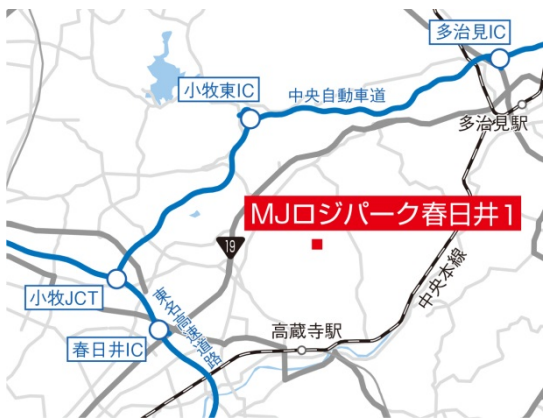 多治見IC
小牧東IC
中央自動車道
多治見駅
MJロジパーク春日井1
19
中央本線
小牧JCT
東名高速道路
高蔵寺駅
春日井IC